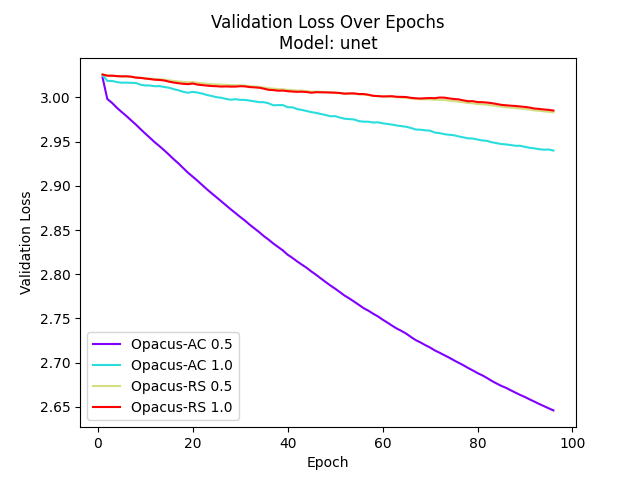 Validation Loss Over Epochs
Model: unet
Validation Loss
3.00
2.95
2.90
2.85
2.80
2.75
2.70
2.65
Opacus-AC 0.5
Opacus-AC 1.0
Opacus-RS 0.5
Opacus-RS 1.0
0 20 40 60 80 100
Epoch